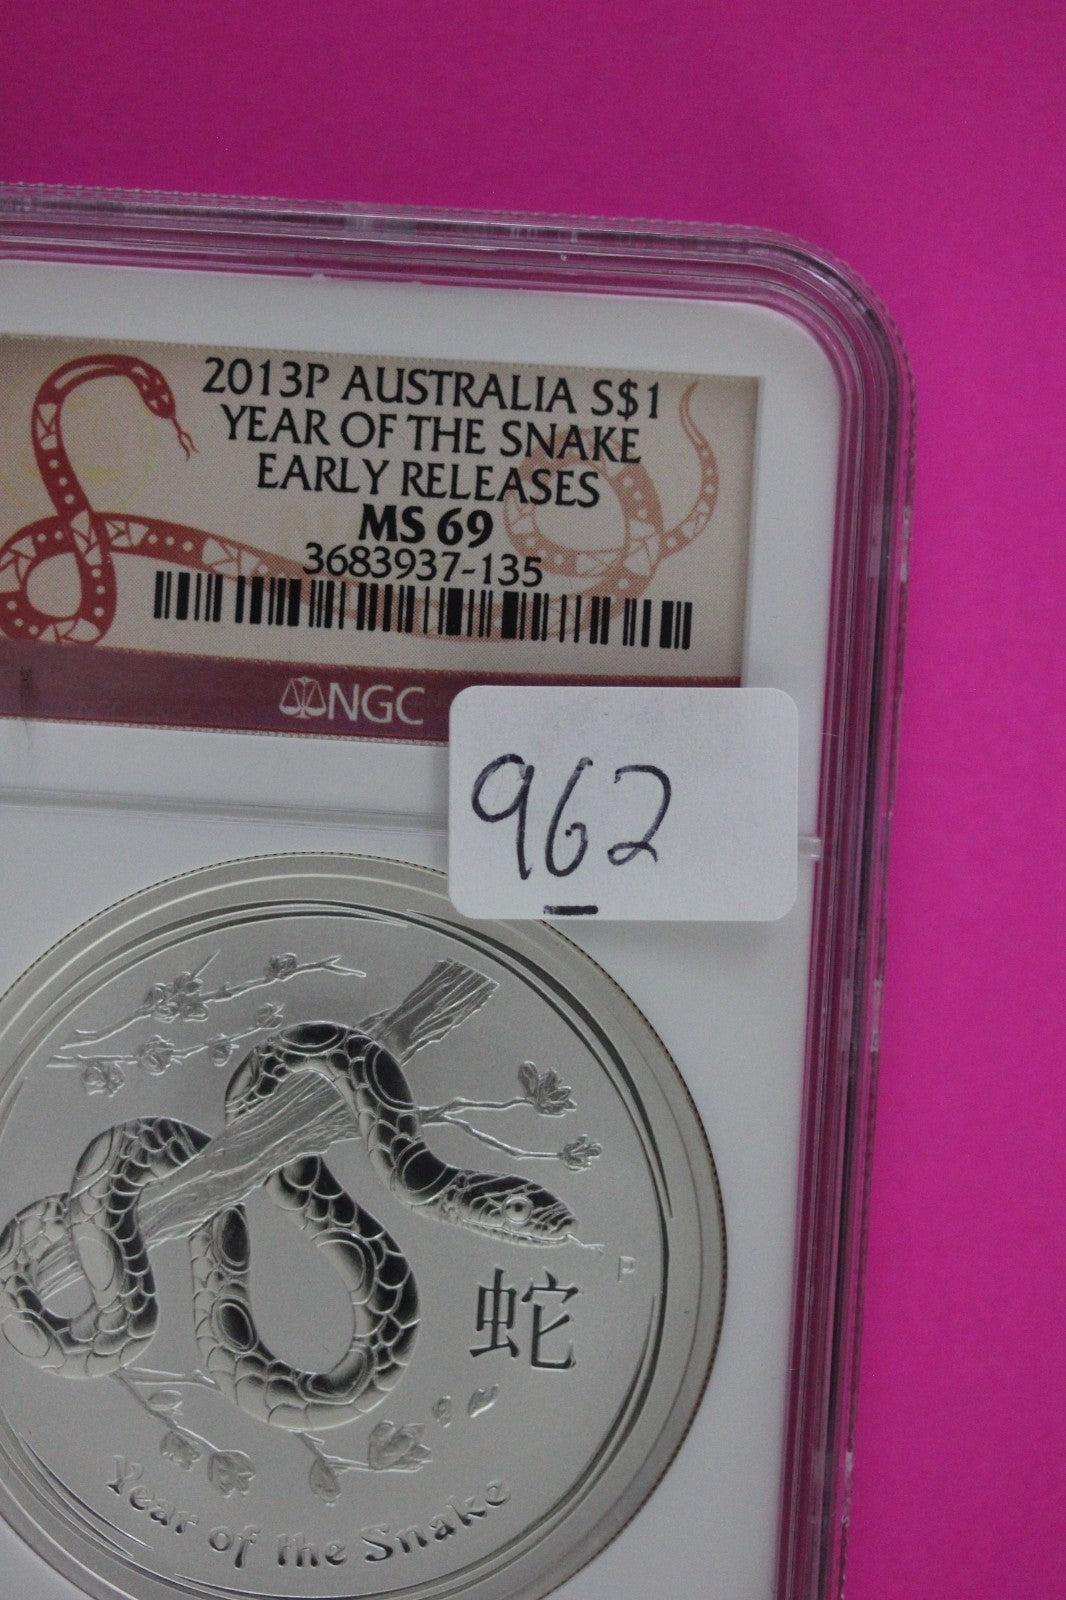 2013P AUSTRALIA S$1
YEAR OF THE SNAKE
EARLY RELEASES
MS 69
3683937-135
NGC
962
P
蛇
Year of the Snake